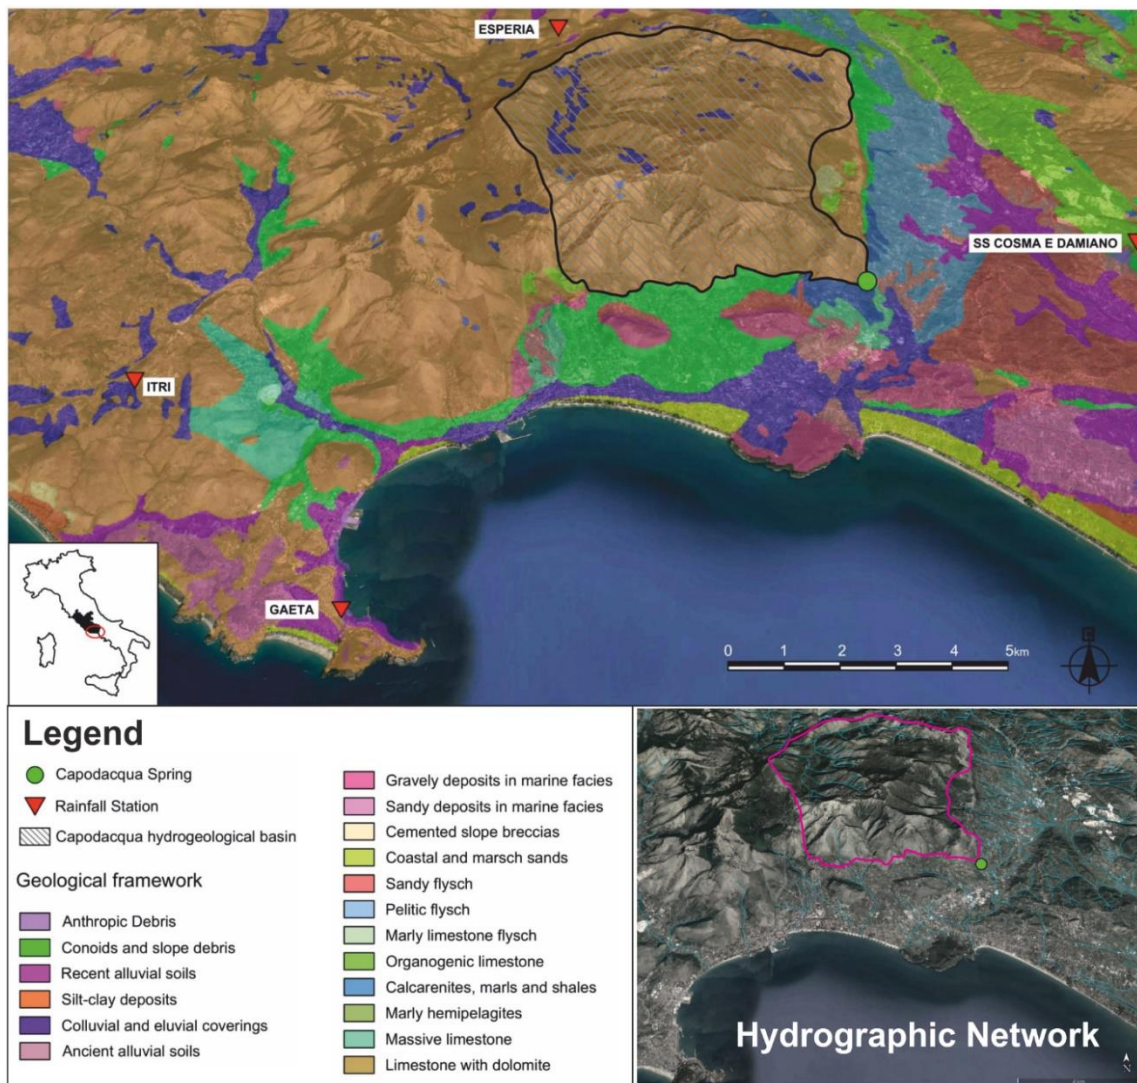 ESPERIA
SS COSMA E DAMIANO
ITRI
GAETA
0 1 2 3 4 5km
Legend
Capodacqua Spring
Rainfall Station
Capodacqua hydrogeological basin
Geological framework
Anthropic Debris
Conoids and slope debris
Recent alluvial soils
Silt-clay deposits
Colluvial and eluvial coverings
Ancient alluvial soils
Gravely deposits in marine facies
Sandy deposits in marine facies
Cemented slope breccias
Coastal and marsch sands
Sandy flysch
Pelitic flysch
Marly limestone flysch
Organogenic limestone
Calcarenites, marls and shales
Marly hemipelagites
Massive limestone
Limestone with dolomite
Hydrographic Network
N